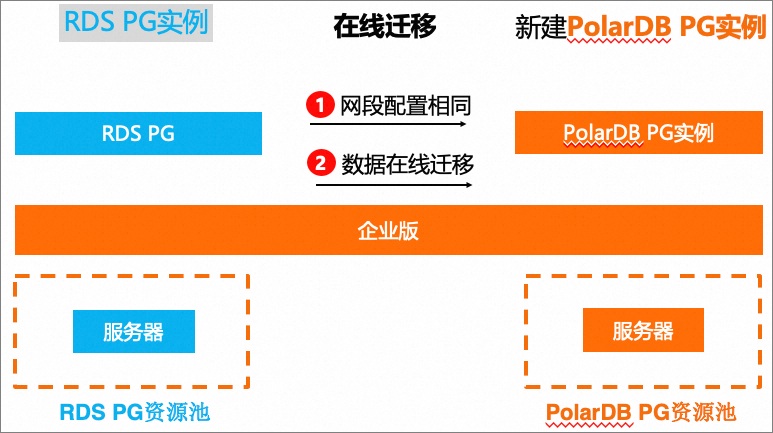 RDS PG实例
在线迁移
新建PolarDB PG实例
1 网段配置相同
RDS PG
PolarDB PG实例
2 数据在线迁移
企业版
服务器
服务器
RDS PG资源池
PolarDB PG资源池